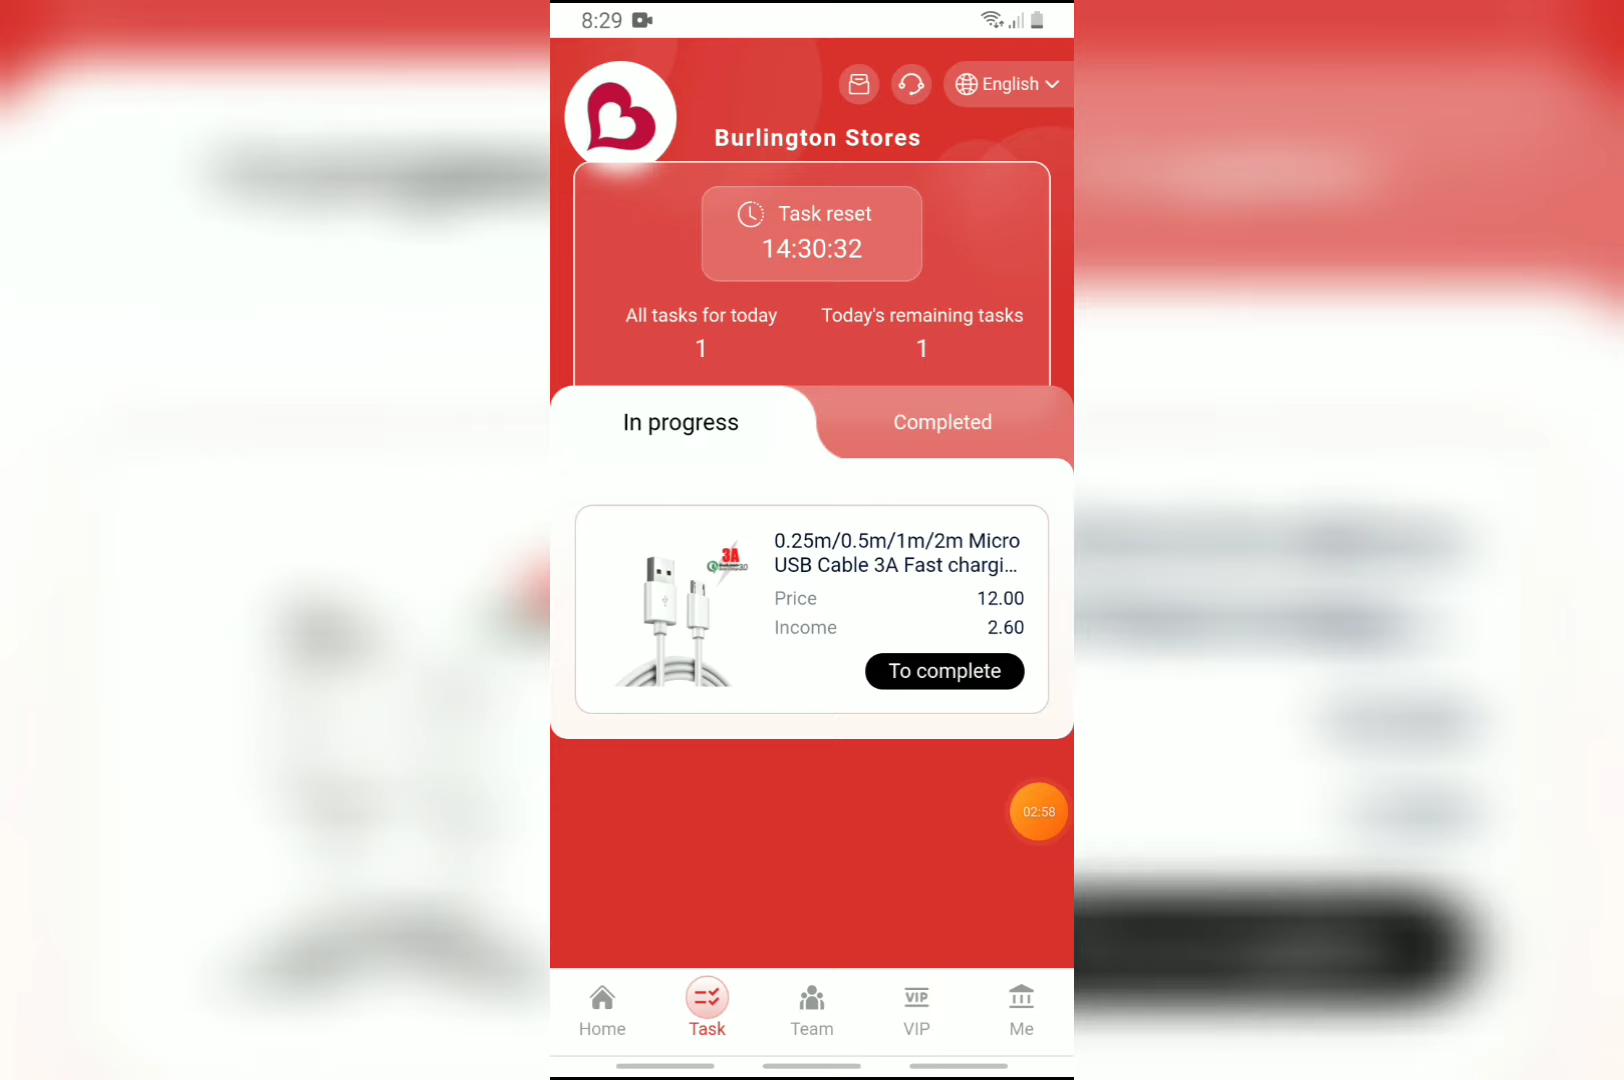 8:29
English
Burlington Stores
Task reset
14:30:32
All tasks for today
Today's remaining tasks
1
1
In progress
Completed
3A
0.25m/0.5m/1m/2m Micro
USB Cable 3A Fast chargi...
Price
12.00
Income
2.60
To complete
02:58
VIP
Home
Task
Team
VIP
Me